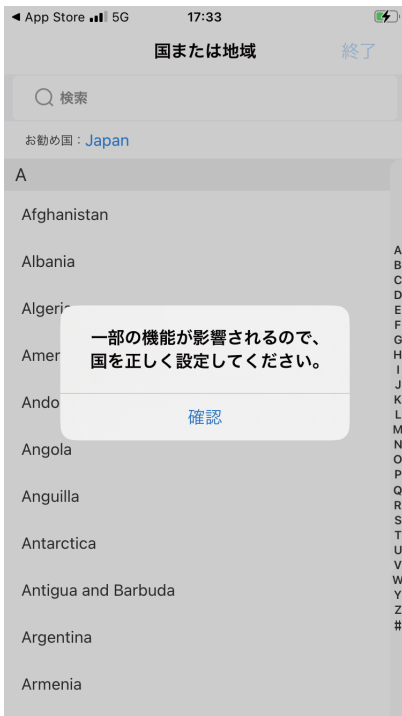 ◀ App Store 5G 17:33
国または地域 終了
検索
お勧め国：Japan
A
Afghanistan
Albania
一部の機能が影響されるので、
国を正しく設定してください。
確認
Angola
Anguilla
Antarctica
Antigua and Barbuda
Argentina
Armenia
A
B
C
D
E
F
G
H
I
J
K
L
M
N
O
P
Q
R
S
T
U
V
W
Y
Z
#